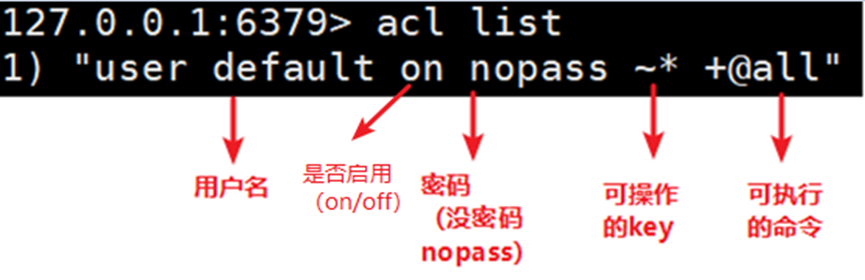 127.0.0.1:6379> acl list
1) "user default on nopass ~* +@all"
用户名
是否启用
（on/off）
密码
（没密码
nopass）
可操作
的key
可执行
的命令